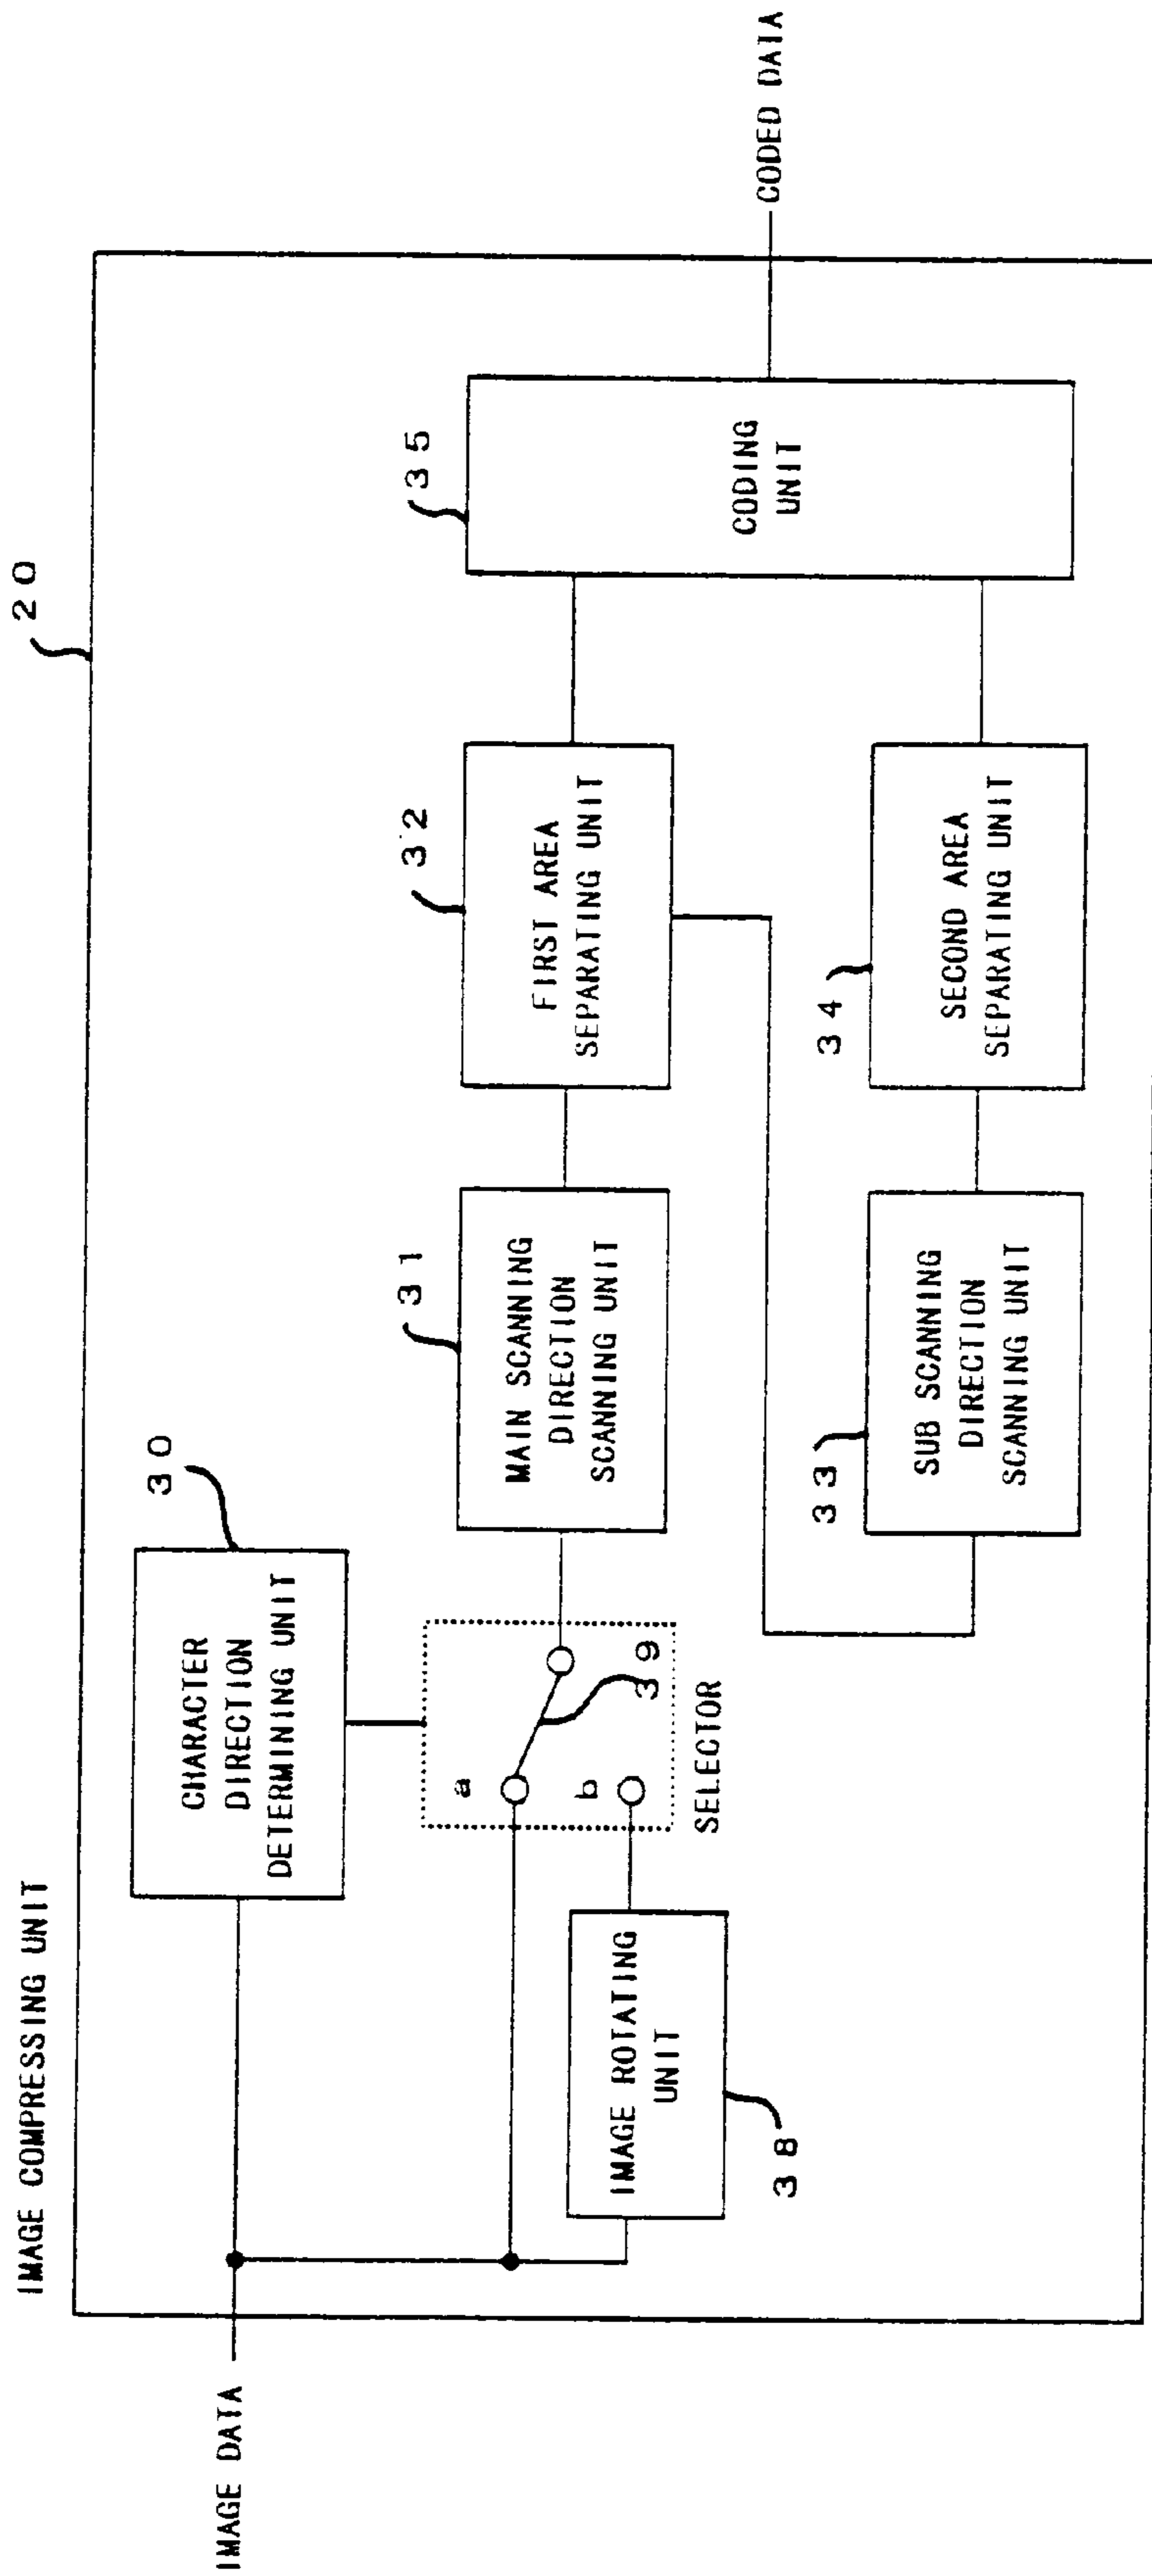 IMAGE COMPRESSING UNIT
20
IMAGE DATA
CHARACTER
DIRECTION
DETERMINING UNIT
30
a
b
39
SELECTOR
IMAGE ROTATING
UNIT
38
MAIN SCANNING
DIRECTION
SCANNING UNIT
31
FIRST AREA
SEPARATING UNIT
32
SUB SCANNING
DIRECTION
SCANNING UNIT
33
SECOND AREA
SEPARATING UNIT
34
CODING
UNIT
35
CODED DATA